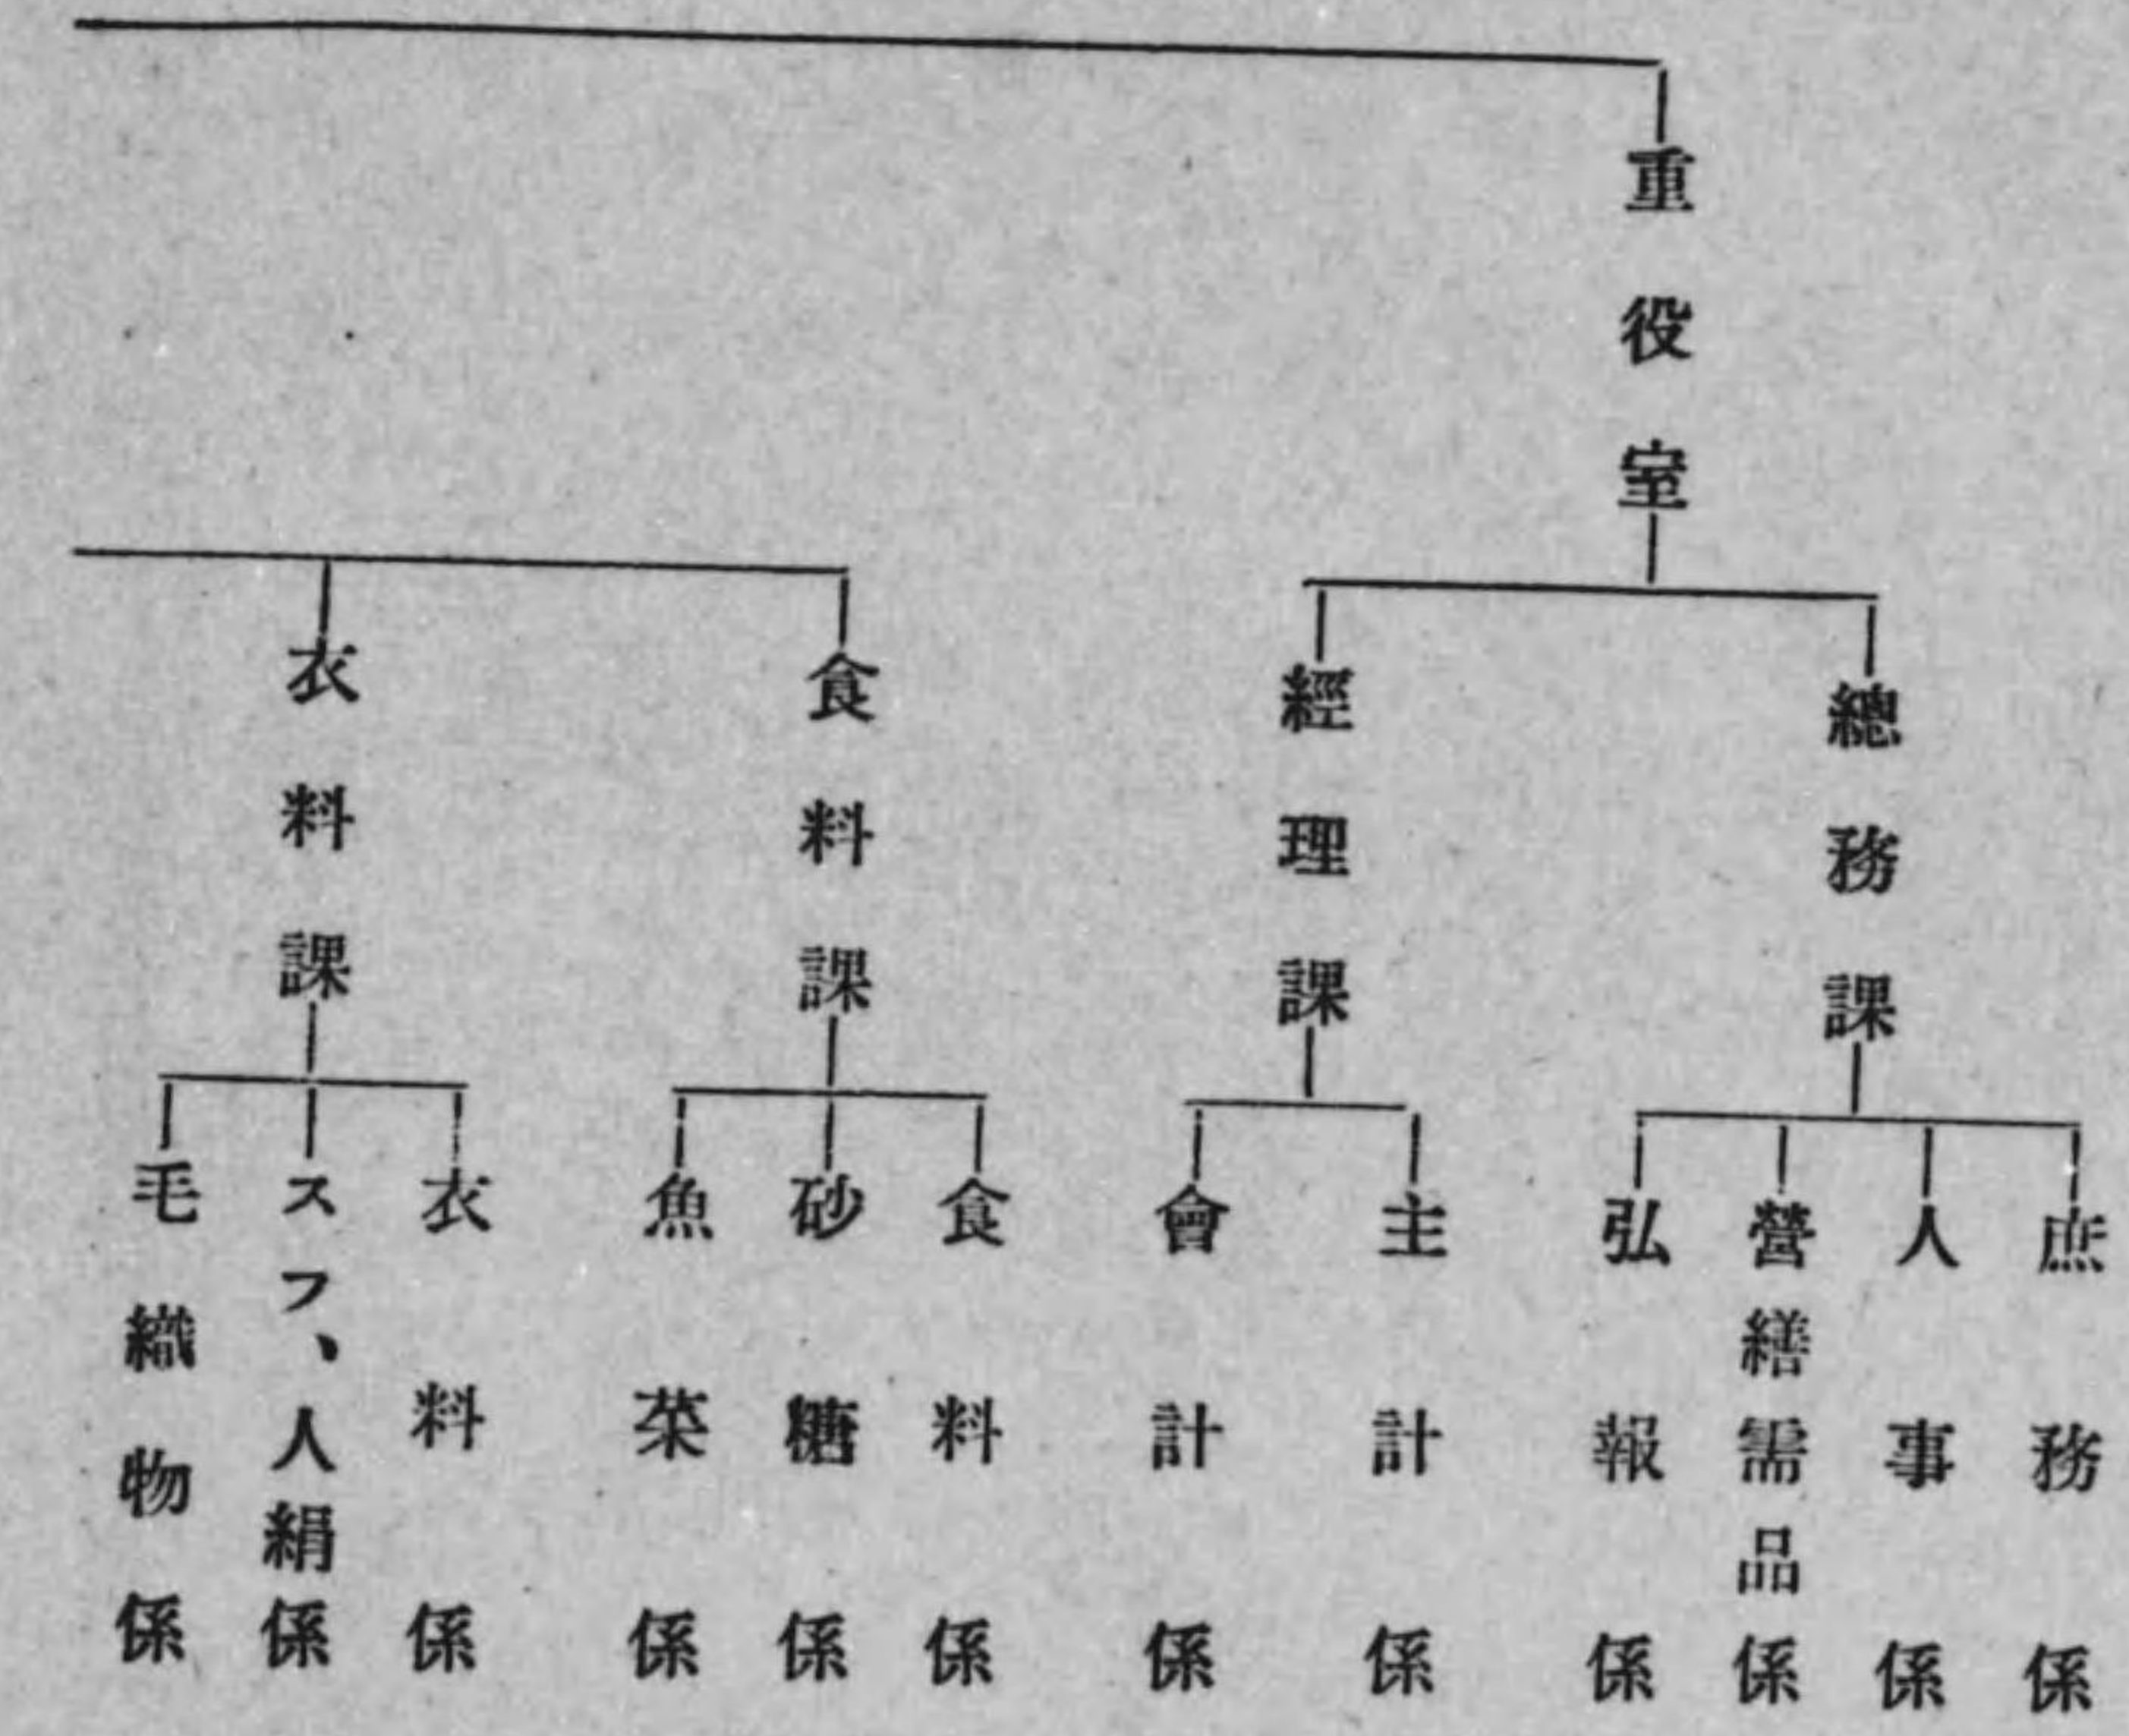 重役室
總務課
庶務係
人事係
營繕需品係
弘報係
經理課
主計係
會計係
食料課
食料係
砂糖係
魚菜係
衣料課
衣料係
スフ、人絹係
毛織物係